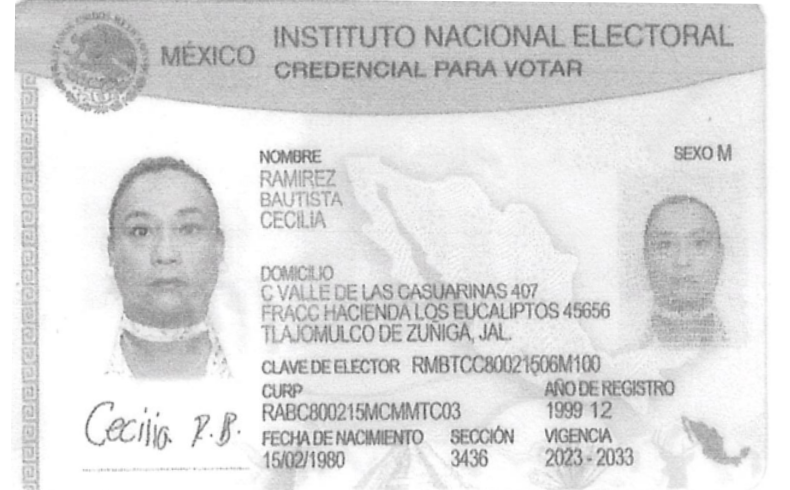 MÉXICO
INSTITUTO NACIONAL ELECTORAL
CREDENCIAL PARA VOTAR
NOMBRE
SEXO M
RAMIREZ
BAUTISTA
CECILIA
DOMICILIO
C VALLE DE LAS CASUARINAS 407
FRACC HACIENDA LOS EUCALIPTOS 45656
TLAJOMULCO DE ZUÑIGA, JAL.
CLAVE DE ELECTOR RMBTCC80021506M100
CURP
RABC800215MCMMTC03
AÑO DE REGISTRO
1999 12
FECHA DE NACIMIENTO
15/02/1980
SECCIÓN
3436
VIGENCIA
2023 - 2033
Cecilia R.B.